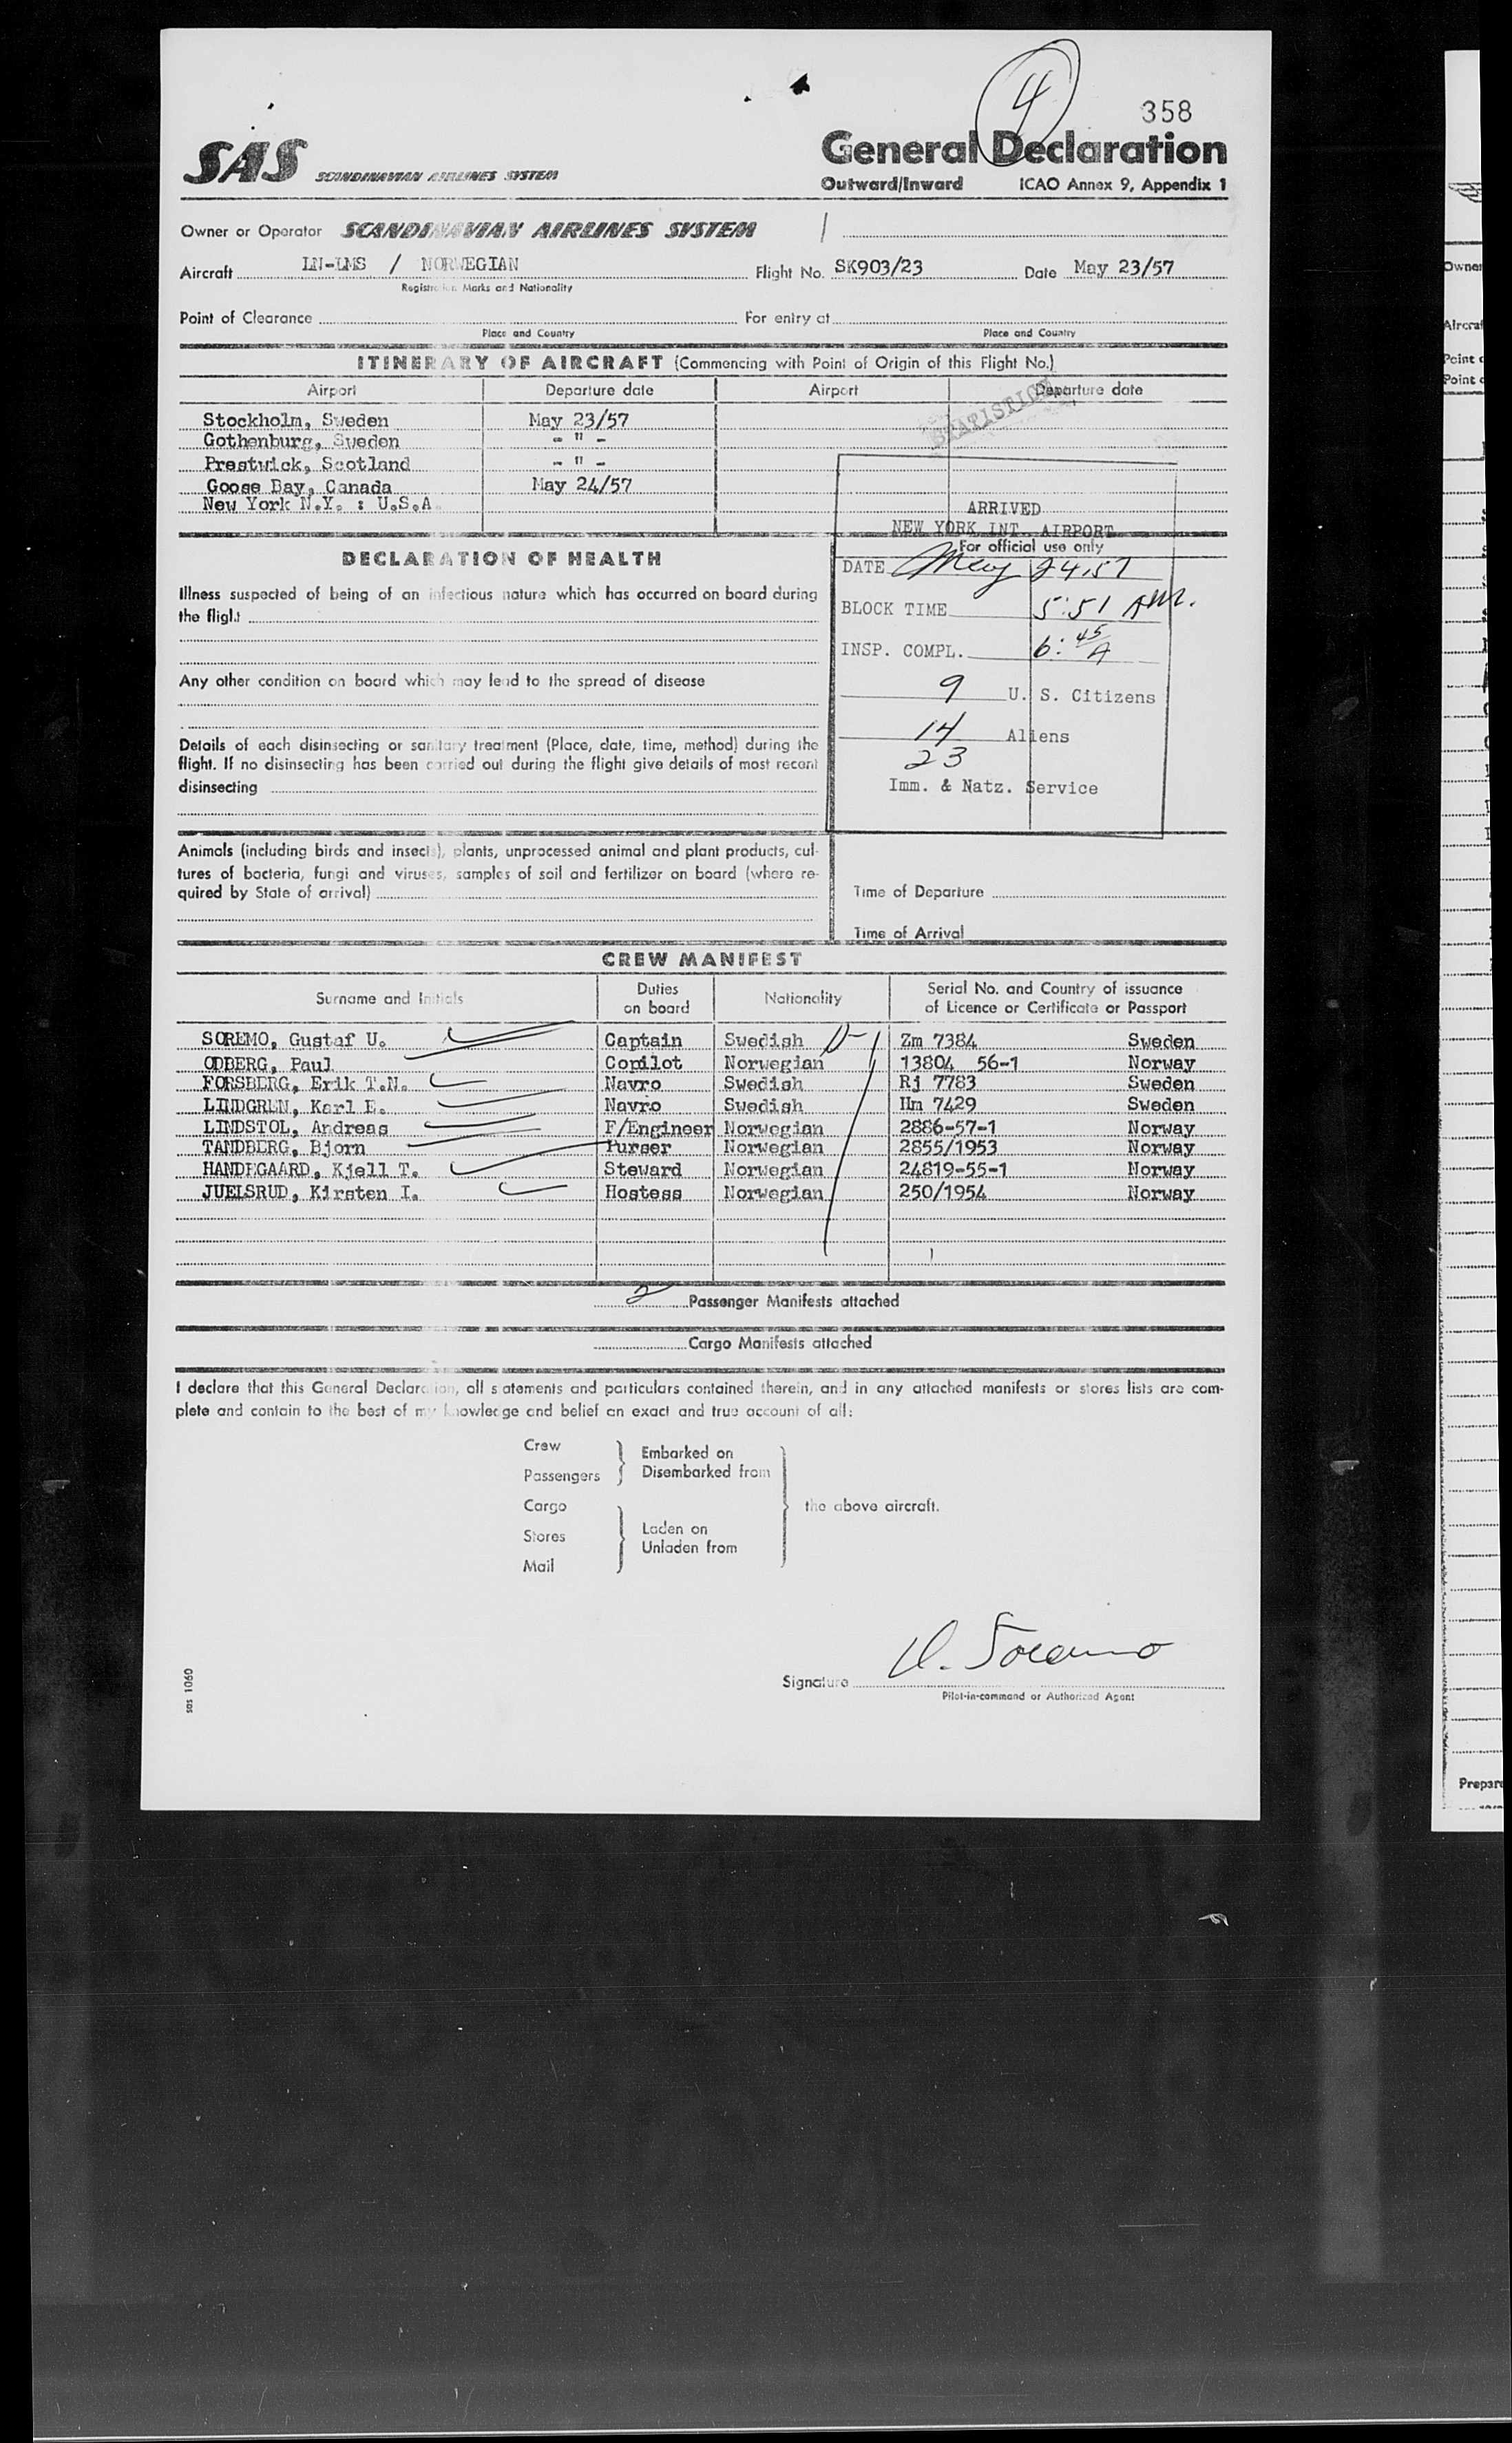 4
358
SAS SCANDINAVIAN AIRLINES SYSTEM
General Declaration
Outward/Inward ICAO Annex 9, Appendix 1
Owner or Operator SCANDINAVIAN AIRLINES SYSTEM
Aircraft LN-LMS / NORWEGIAN Flight No. SK903/23 Date May 23/57
Registration Marks and Nationality
Point of Clearance For entry at
Place and Country Place and Country
ITINERARY OF AIRCRAFT (Commencing with Point of Origin of this Flight No.)
Airport Departure date Airport Departure date
STATISTICS
Stockholm, Sweden May 23/57
Gothenburg, Sweden - " -
Prestwick, Scotland - " -
Goose Bay, Canada May 24/57
New York N.Y. : U.S.A.
ARRIVED
NEW YORK INT. AIRPORT
For official use only
DATE May 24,57
BLOCK TIME 5:51 AM.
INSP. COMPL. 6:45 A
9 U. S. Citizens
14 Aliens
23
Imm. & Natz. Service
DECLARATION OF HEALTH
Illness suspected of being of an infectious nature which has occurred on board during
the flight
Any other condition on board which may lead to the spread of disease
Details of each disinsecting or sanitary treatment (Place, date, time, method) during the
flight. If no disinsecting has been carried out during the flight give details of most recent
disinsecting
Animals (including birds and insects), plants, unprocessed animal and plant products, cul-
tures of bacteria, fungi and viruses, samples of soil and fertilizer on board (where re-
quired by State of arrival)
Time of Departure
Time of Arrival
CREW MANIFEST
Surname and Initials Duties on board Nationality Serial No. and Country of issuance of Licence or Certificate or Passport
SOREMO, Gustaf U. Captain Swedish D-1 Zm 7384 Sweden
ODBERG, Paul Copilot Norwegian 13804 56-1 Norway
FORSBERG, Erik T.N. Navro Swedish Rj 7783 Sweden
LINDGREN, Karl E. Navro Swedish Hm 7429 Sweden
LINDSTOL, Andreas F/Engineer Norwegian 2886-57-1 Norway
TANDBERG, Bjorn Purser Norwegian 2855/1953 Norway
HANDEGAARD, Kjell T. Steward Norwegian 24819-55-1 Norway
JUELSRUD, Kirsten I. Hostess Norwegian 250/1954 Norway
2 Passenger Manifests attached
Cargo Manifests attached
I declare that this General Declaration, all statements and particulars contained therein, and in any attached manifests or stores lists are com-
plete and contain to the best of my knowledge and belief an exact and true account of all:
Crew
Passengers
Embarked on
Disembarked from
Cargo
Stores
Mail
Laden on
Unladen from
the above aircraft.
Signature U. Soremo
Pilot-in-command or Authorized Agent
sas 1060
Owner
Aircraf
Point
Point
Prepar